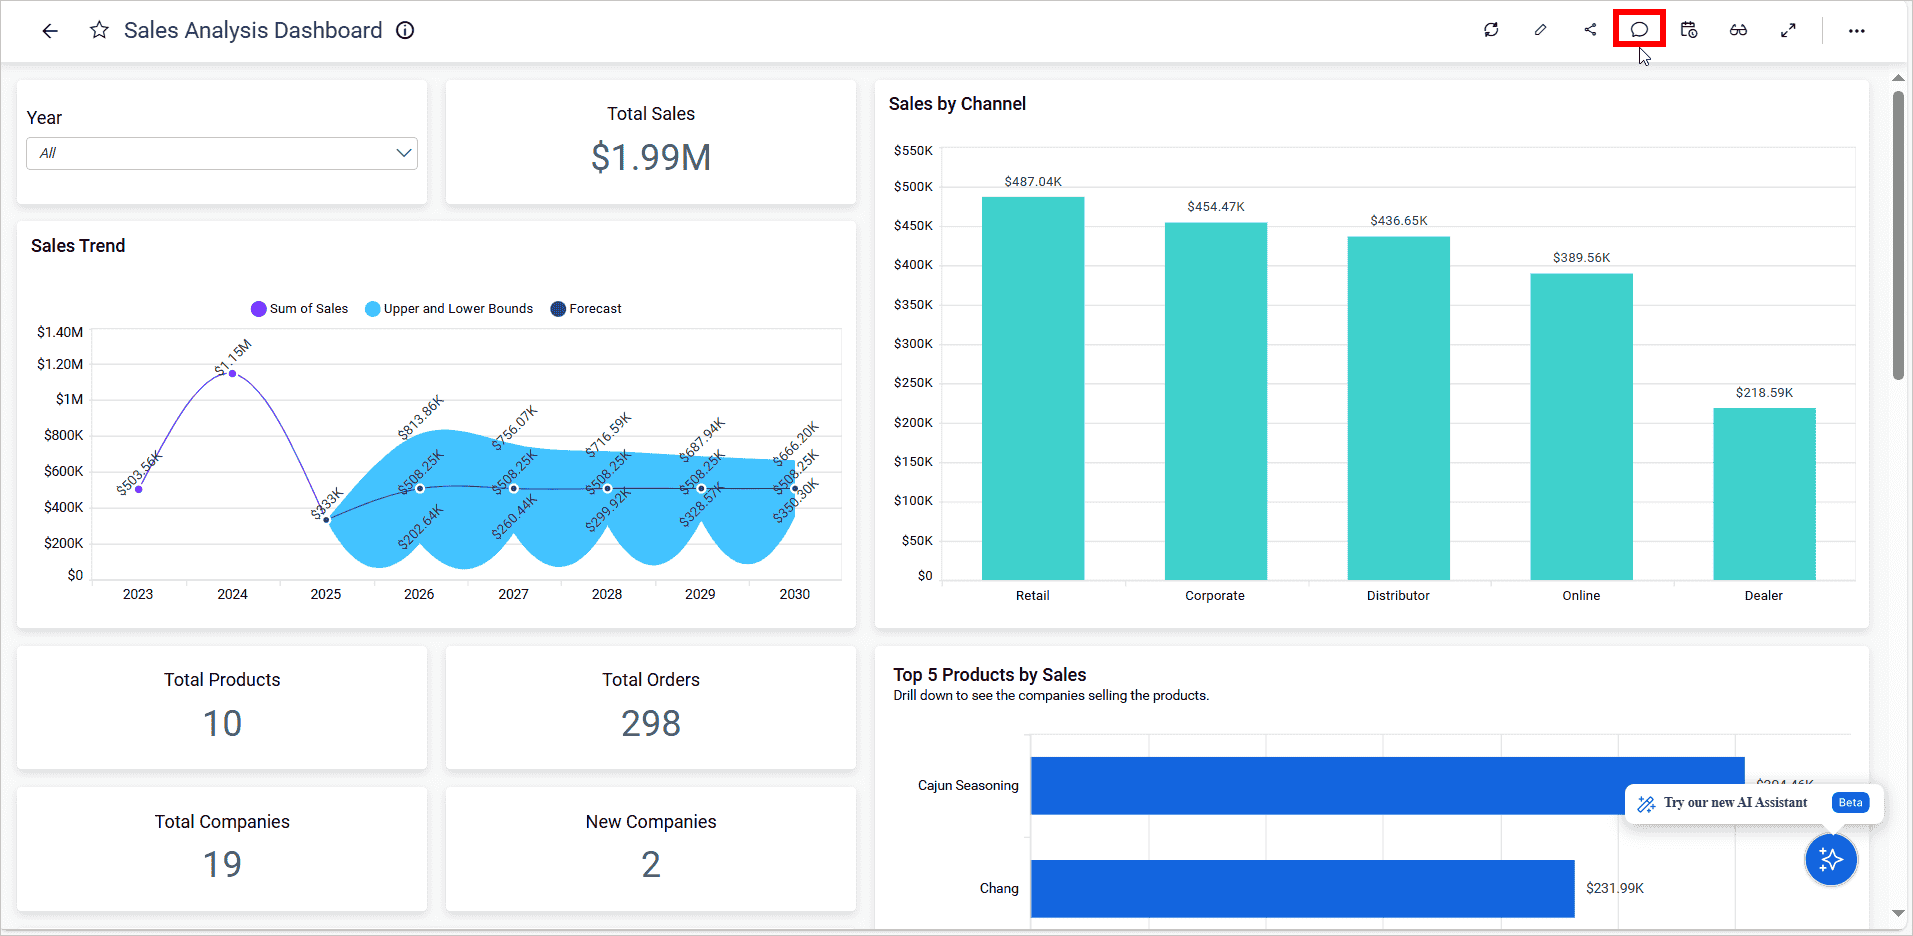 Sales Analysis Dashboard
Year
All
Total Sales
$1.99M
Sales Trend
Sum of Sales
Upper and Lower Bounds
Forecast
$1.40M
$1.20M
$1M
$800K
$600K
$400K
$200K
$0
$503.56K
$1.15M
$333K
$813.86K
$508.25K
$202.64K
$756.07K
$508.25K
$260.44K
$716.59K
$508.25K
$299.92K
$687.94K
$508.25K
$328.57K
$666.20K
$508.25K
$350.30K
2023
2024
2025
2026
2027
2028
2029
2030
Sales by Channel
$550K
$500K
$450K
$400K
$350K
$300K
$250K
$200K
$150K
$100K
$50K
$0
$487.04K
$454.47K
$436.65K
$389.56K
$218.59K
Retail
Corporate
Distributor
Online
Dealer
Total Products
10
Total Orders
298
Total Companies
19
New Companies
2
Top 5 Products by Sales
Drill down to see the companies selling the products.
Cajun Seasoning
Chang
$231.99K
Try our new AI Assistant
Beta